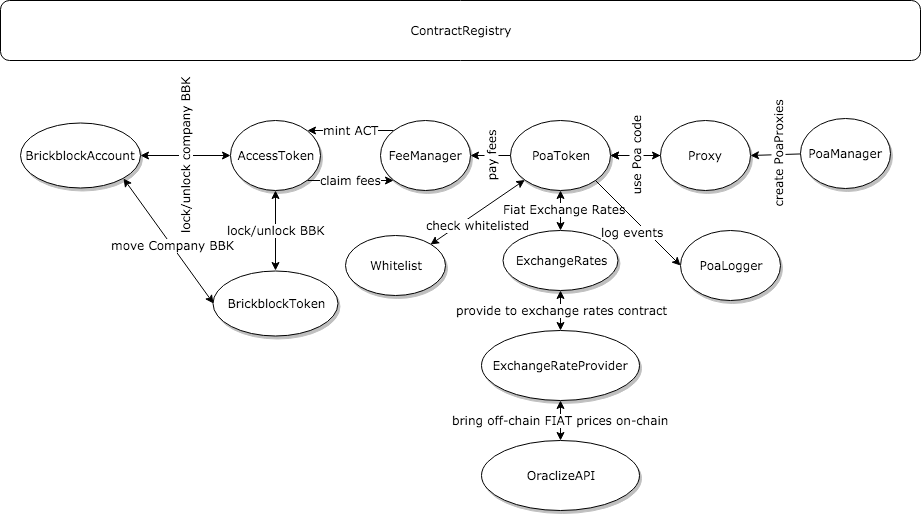 ContractRegistry
lock/unlock company BBK
BrickblockAccount
AccessToken
mint ACT
claim fees
FeeManager
pay fees
PoaToken
use Poa code
Proxy
create PoaProxies
PoaManager
move Company BBK
lock/unlock BBK
BrickblockToken
check whitelisted
Whitelist
Fiat Exchange Rates
log events
ExchangeRates
PoaLogger
provide to exchange rates contract
ExchangeRateProvider
bring off-chain FIAT prices on-chain
OraclizeAPI